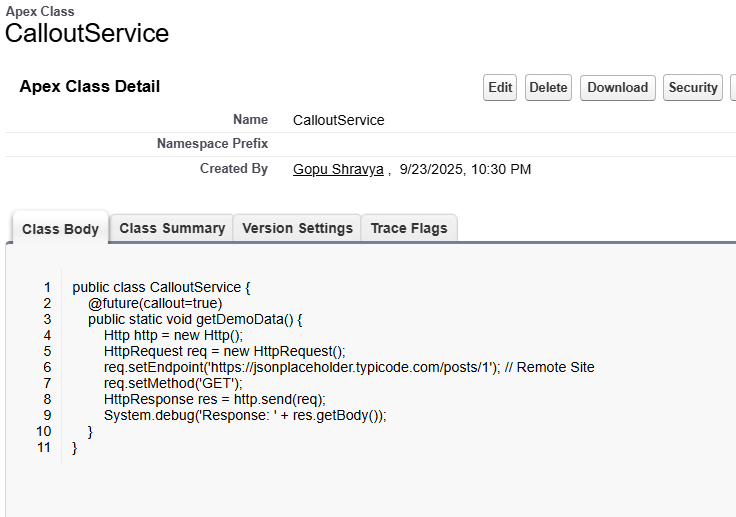 Apex Class
CalloutService
Apex Class Detail
Edit Delete Download Security
Name CalloutService
Namespace Prefix
Created By Gopu Shravya , 9/23/2025, 10:30 PM
Class Body Class Summary Version Settings Trace Flags
1 public class CalloutService {
2 @future(callout=true)
3 public static void getDemoData() {
4 Http http = new Http();
5 HttpRequest req = new HttpRequest();
6 req.setEndpoint('https://jsonplaceholder.typicode.com/posts/1'); // Remote Site
7 req.setMethod('GET');
8 HttpResponse res = http.send(req);
9 System.debug('Response: ' + res.getBody());
10 }
11 }